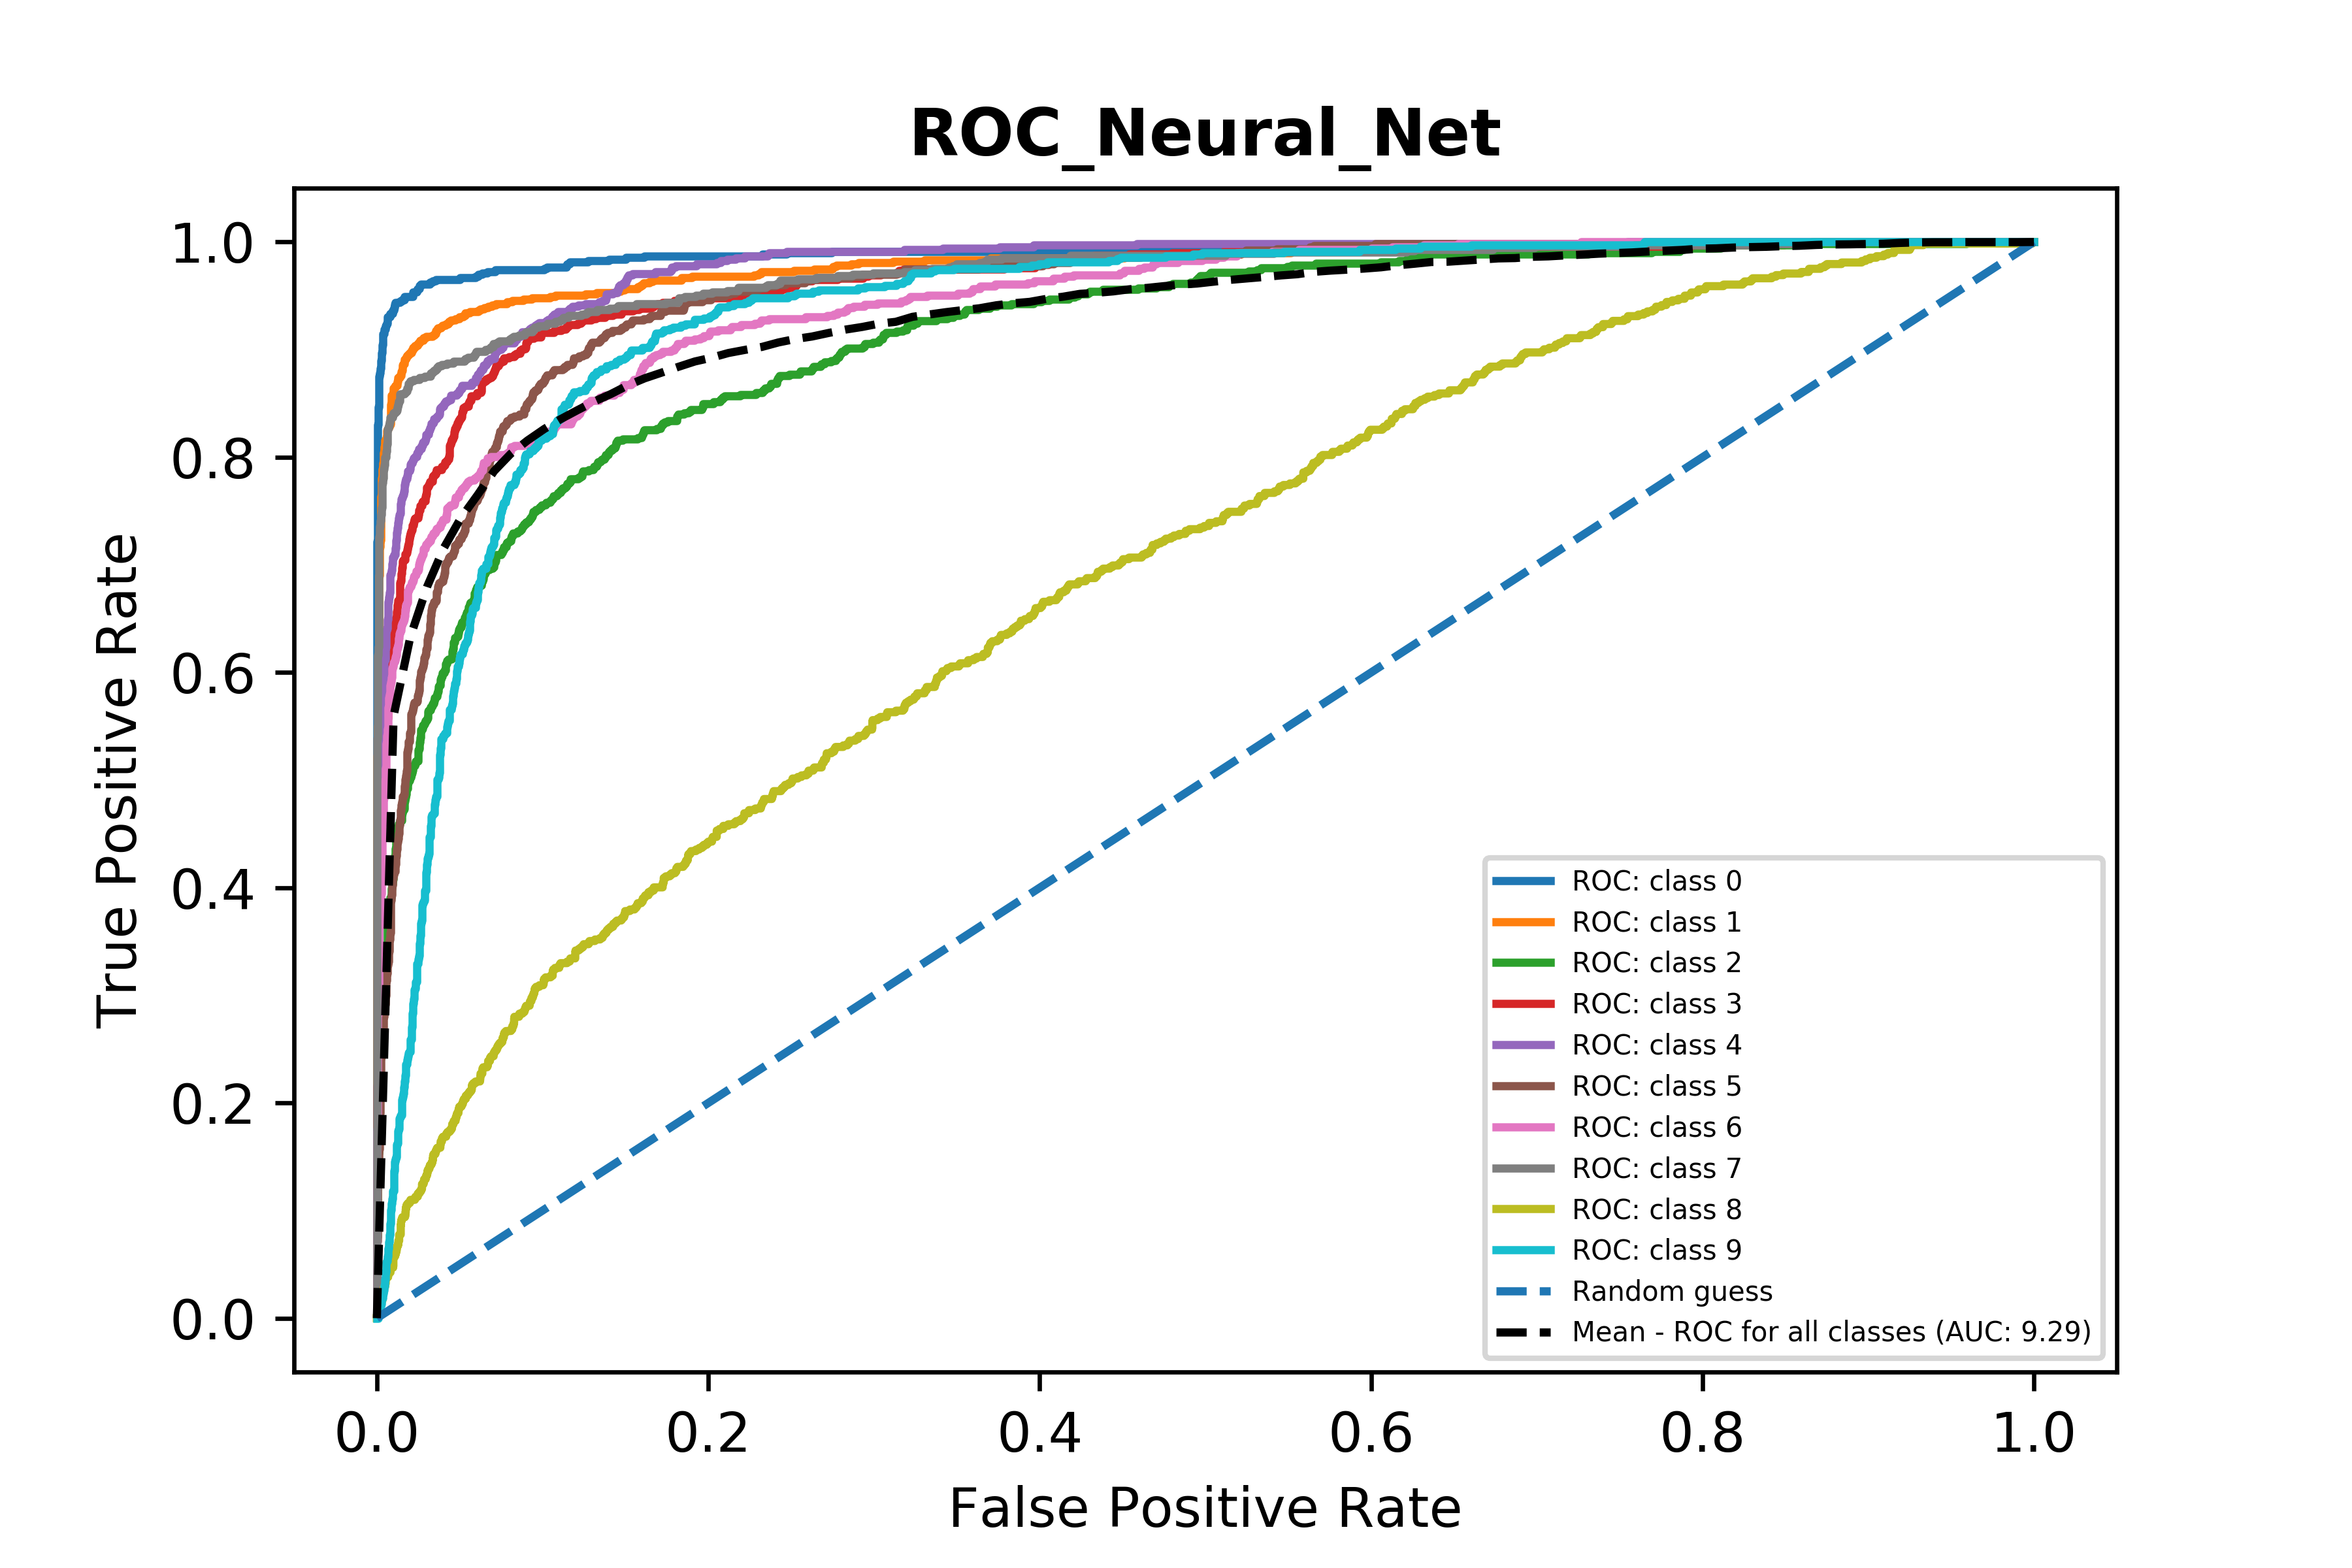 ROC_Neural_Net
True Positive Rate
1.0
0.8
0.6
0.4
0.2
0.0
ROC: class 0
ROC: class 1
ROC: class 2
ROC: class 3
ROC: class 4
ROC: class 5
ROC: class 6
ROC: class 7
ROC: class 8
ROC: class 9
Random guess
Mean - ROC for all classes (AUC: 9.29)
0.0 0.2 0.4 0.6 0.8 1.0
False Positive Rate